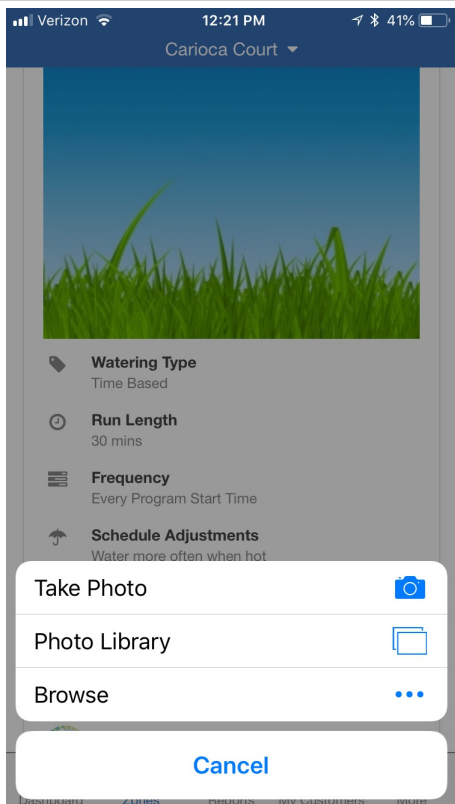 Verizon 12:21 PM 41%
Carioca Court
Watering Type
Time Based
Run Length
30 mins
Frequency
Every Program Start Time
Schedule Adjustments
Water more often when hot
Take Photo
Photo Library
Browse
Cancel
Dashboard Zones Reports My Customers More